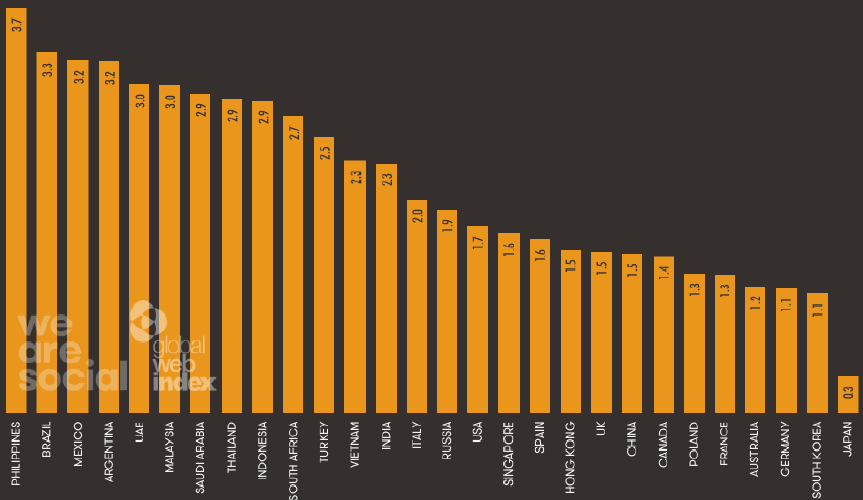 3.7
3.3
3.2
3.2
3.0
3.0
2.9
2.9
2.9
2.7
2.5
2.3
2.3
2.0
1.9
1.7
1.6
1.6
1.5
1.5
1.5
1.4
1.3
1.3
1.2
1.1
1.1
0.3
we
are
social
global
web
index
PHILIPPINES
BRAZIL
MEXICO
ARGENTINA
UAE
MALAYSIA
SAUDI ARABIA
THAILAND
INDONESIA
SOUTH AFRICA
TURKEY
VIETNAM
INDIA
ITALY
RUSSIA
USA
SINGAPORE
SPAIN
HONG KONG
UK
CHINA
CANADA
POLAND
FRANCE
AUSTRALIA
GERMANY
SOUTH KOREA
JAPAN